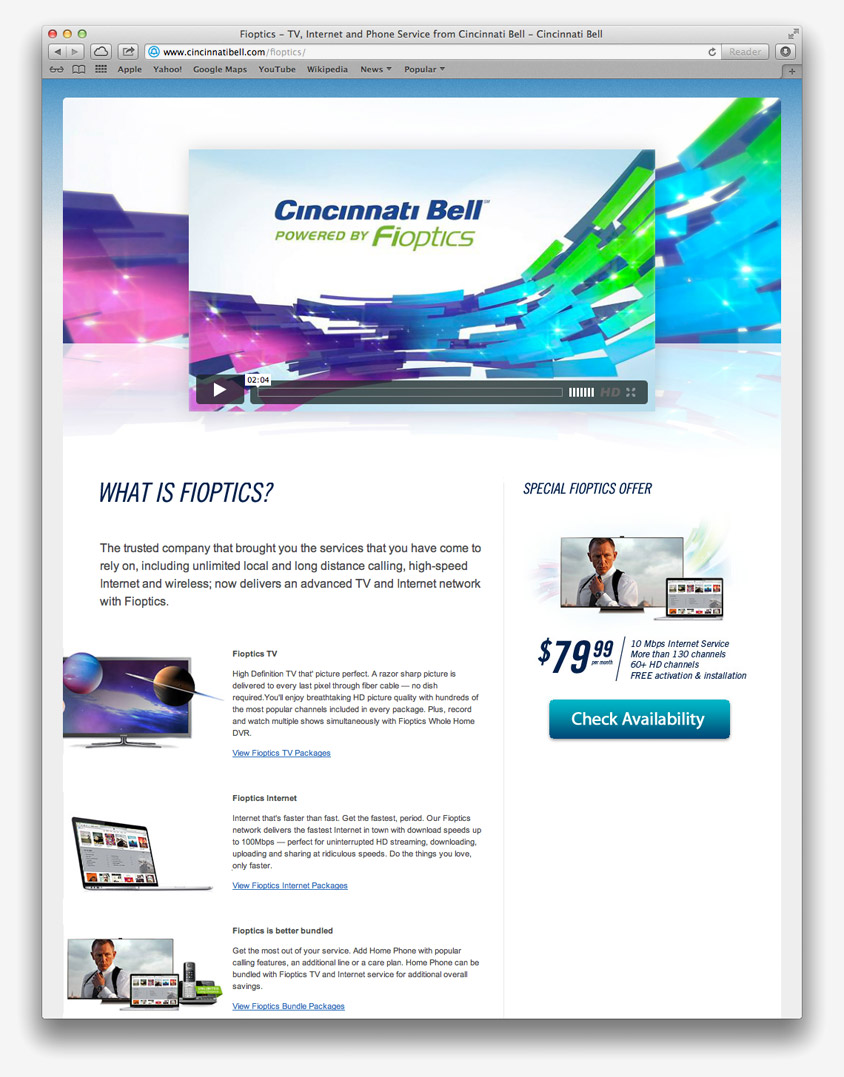 Fioptics – TV, Internet and Phone Service from Cincinnati Bell – Cincinnati Bell
www.cincinnatibell.com/fioptics/
Reader
Apple Yahoo! Google Maps YouTube Wikipedia News Popular
Cincinnati Bell
POWERED BY Fioptics
02:04
HD
WHAT IS FIOPTICS?
The trusted company that brought you the services that you have come to
rely on, including unlimited local and long distance calling, high-speed
Internet and wireless; now delivers an advanced TV and Internet network
with Fioptics.
Fioptics TV
High Definition TV that' picture perfect. A razor sharp picture is
delivered to every last pixel through fiber cable — no dish
required.You'll enjoy breathtaking HD picture quality with hundreds of
the most popular channels included in every package. Plus, record
and watch multiple shows simultaneously with Fioptics Whole Home
DVR.
View Fioptics TV Packages
Fioptics Internet
Internet that's faster than fast. Get the fastest, period. Our Fioptics
network delivers the fastest Internet in town with download speeds up
to 100Mbps — perfect for uninterrupted HD streaming, downloading,
uploading and sharing at ridiculous speeds. Do the things you love,
only faster.
View Fioptics Internet Packages
Fioptics is better bundled
Get the most out of your service. Add Home Phone with popular
calling features, an additional line or a care plan. Home Phone can be
bundled with Fioptics TV and Internet service for additional overall
savings.
View Fioptics Bundle Packages
SPECIAL FIOPTICS OFFER
$79 99 per month
10 Mbps Internet Service
More than 130 channels
60+ HD channels
FREE activation & installation
Check Availability